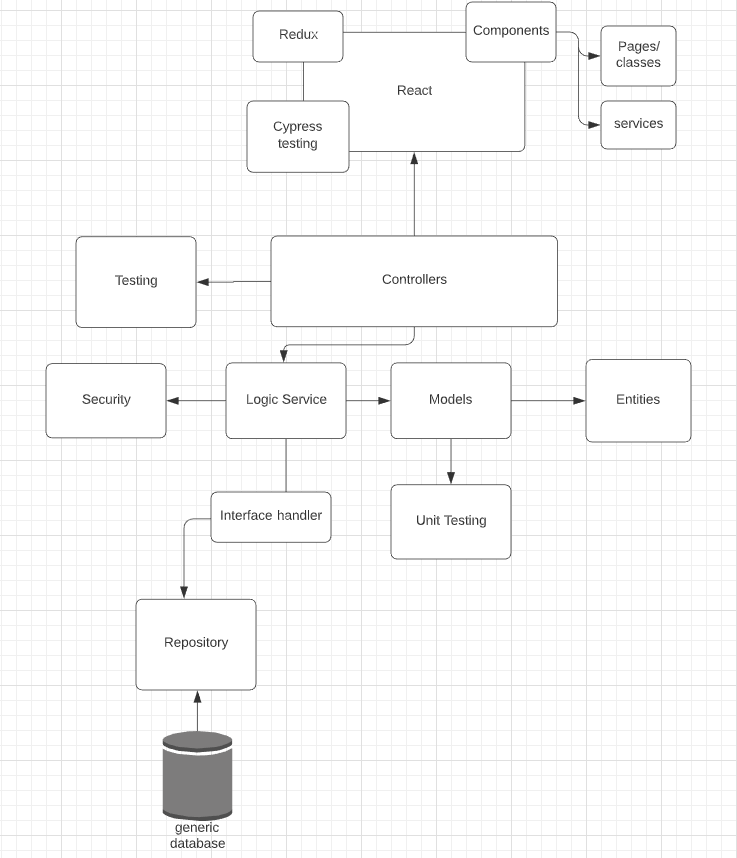 Redux
Components
Pages/
classes
React
Cypress
testing
services
Testing
Controllers
Security
Logic Service
Models
Entities
Interface handler
Unit Testing
Repository
generic
database